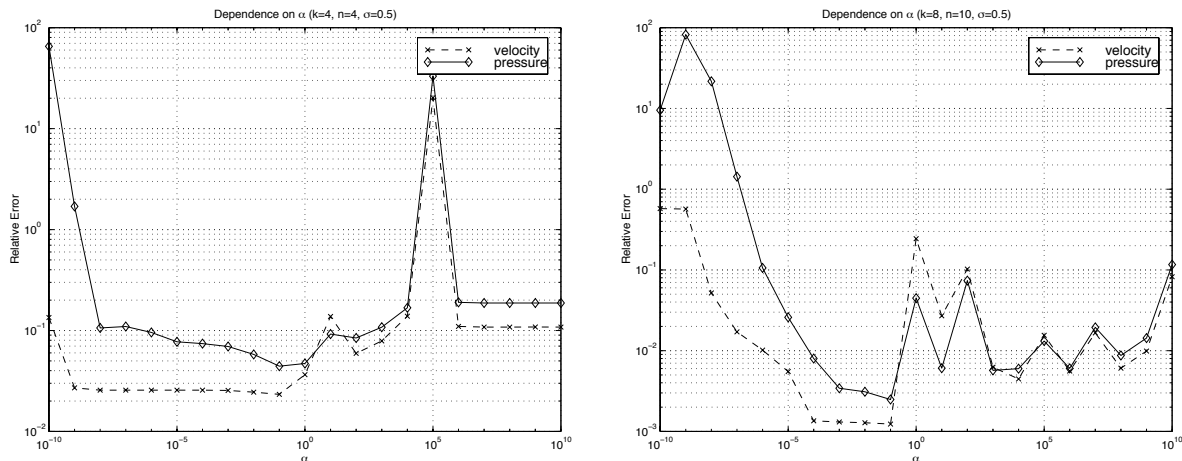 Dependence on α (k=4, n=4, σ=0.5)
velocity
pressure
Relative Error
10^2
10^1
10^0
10^-1
10^-2
10^-10
10^-5
10^0
10^5
10^10
α
Dependence on α (k=8, n=10, σ=0.5)
velocity
pressure
Relative Error
10^2
10^1
10^0
10^-1
10^-2
10^-3
10^-10
10^-5
10^0
10^5
10^10
α